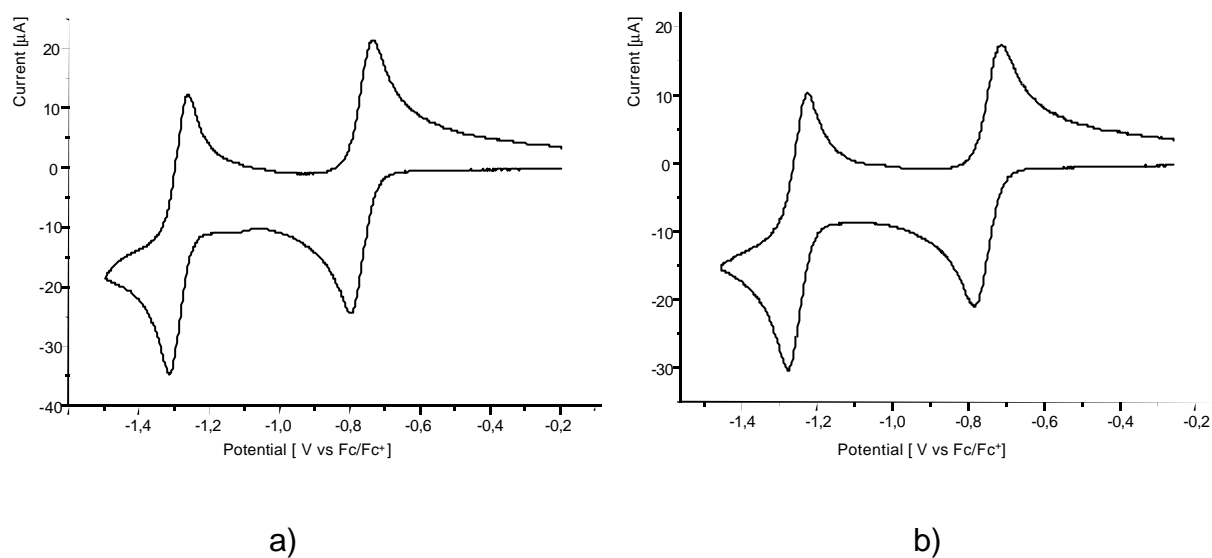 Current [µA]
20
10
0
-10
-20
-30
-40
-1,4 -1,2 -1,0 -0,8 -0,6 -0,4 -0,2
Potential [ V vs Fc/Fc+]
a)
Current [µA]
20
10
0
-10
-20
-30
-1,4 -1,2 -1,0 -0,8 -0,6 -0,4 -0,2
Potential [ V vs Fc/Fc+]
b)